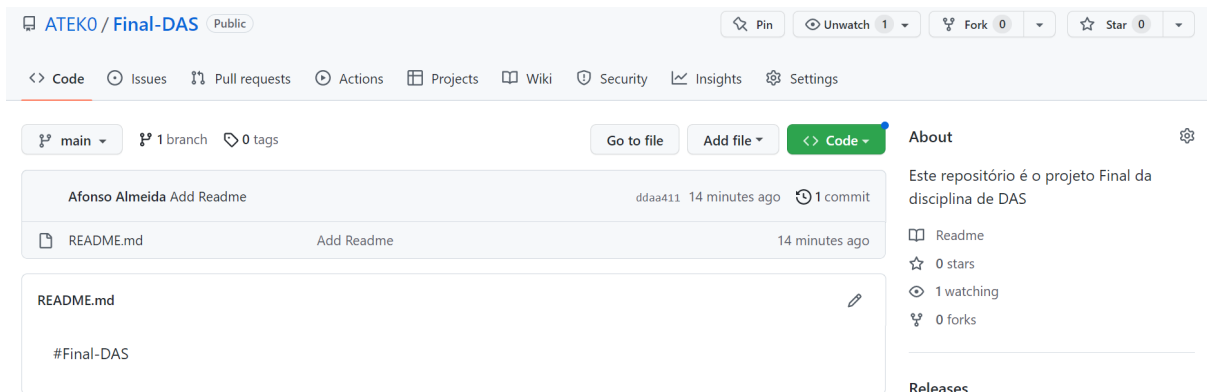 ATEK0 / Final-DAS Public
Pin
Unwatch 1
Fork 0
Star 0
Code
Issues
Pull requests
Actions
Projects
Wiki
Security
Insights
Settings
main
1 branch
0 tags
Go to file
Add file
Code
Afonso Almeida Add Readme ddaa411 14 minutes ago 1 commit
README.md Add Readme 14 minutes ago
README.md
#Final-DAS
About
Este repositório é o projeto Final da
disciplina de DAS
Readme
0 stars
1 watching
0 forks
Releases